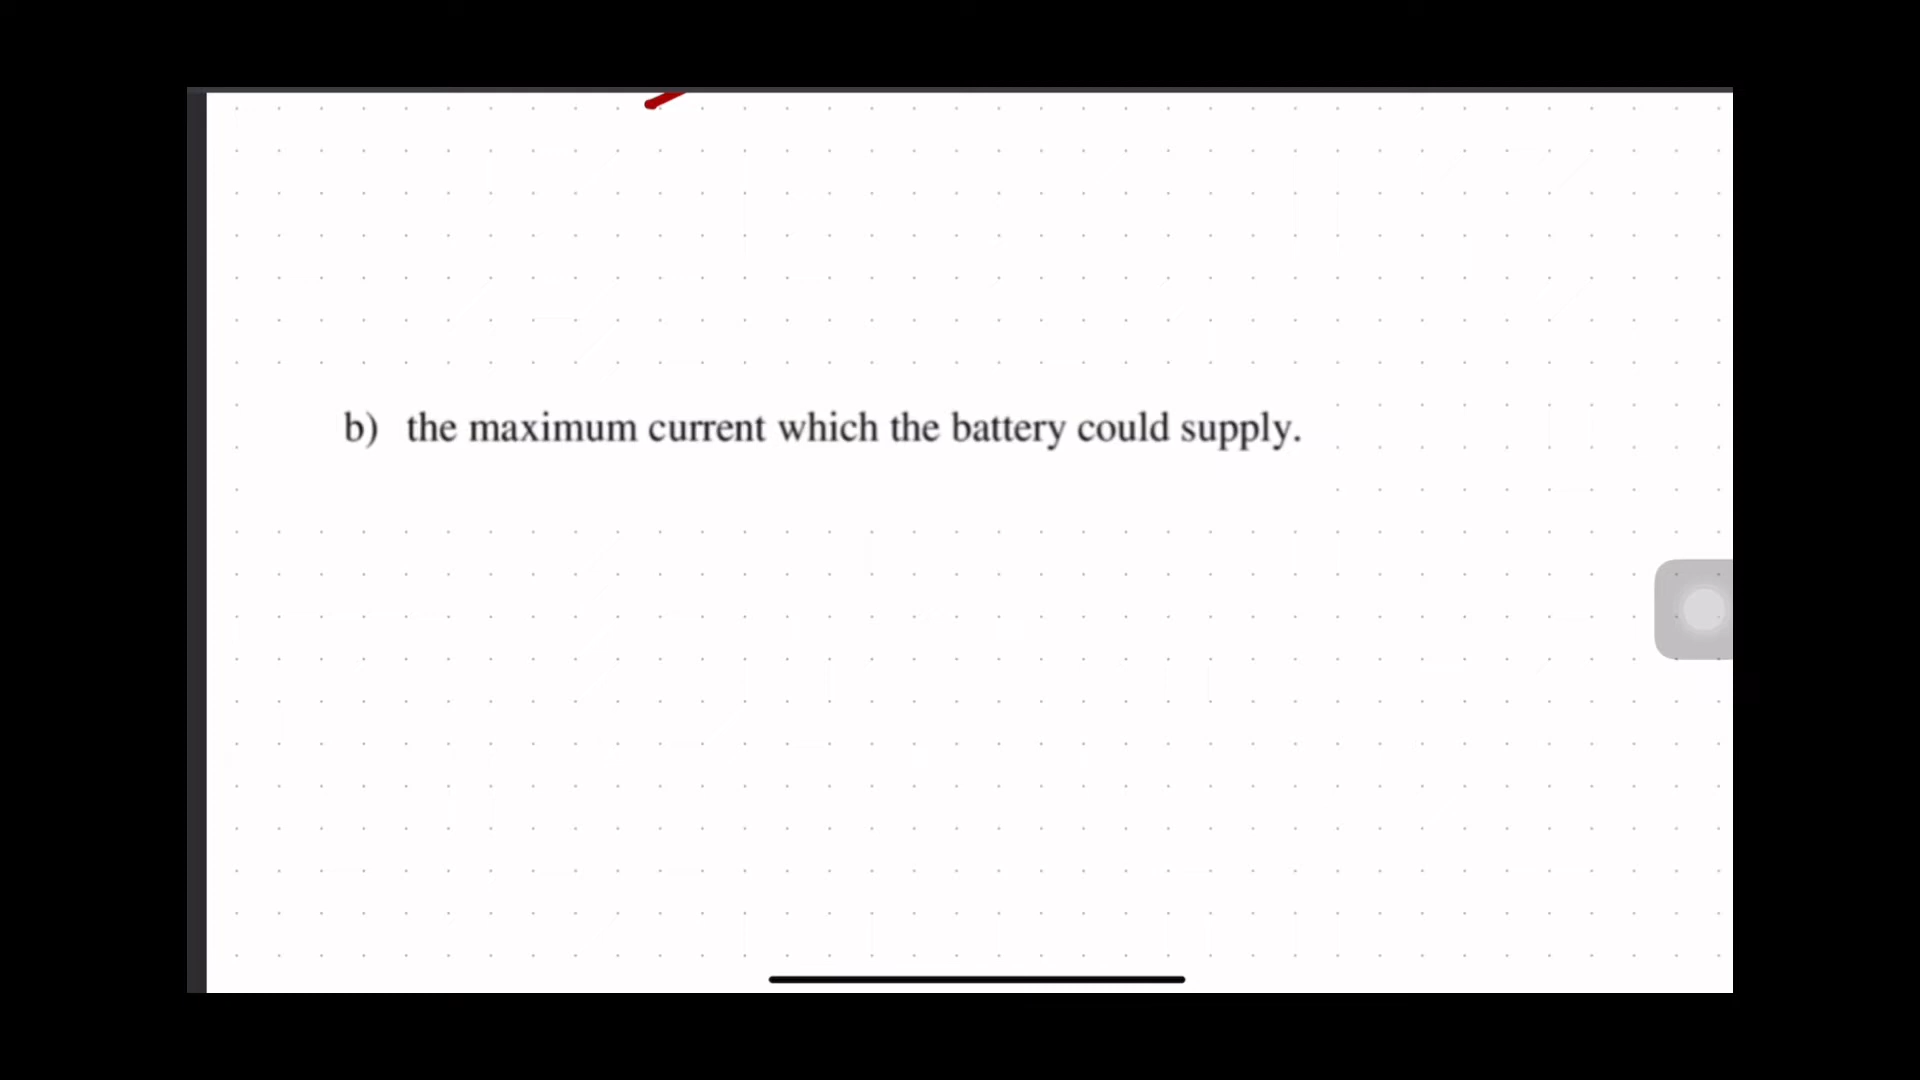 b) the maximum current which the battery could supply.